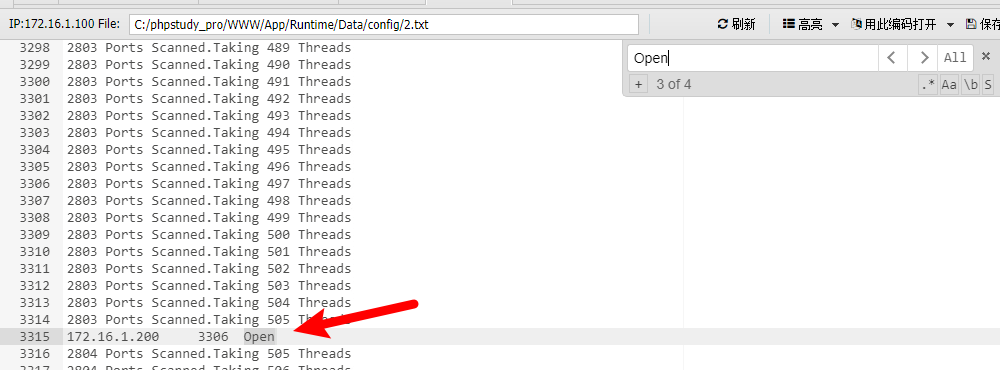 IP:172.16.1.100 File: C:/phpstudy_pro/WWW/App/Runtime/Data/config/2.txt 刷新 高亮 用此编码打开 保存
Open All
+ 3 of 4 .* Aa \b S
3298 2803 Ports Scanned.Taking 489 Threads
3299 2803 Ports Scanned.Taking 490 Threads
3300 2803 Ports Scanned.Taking 491 Threads
3301 2803 Ports Scanned.Taking 492 Threads
3302 2803 Ports Scanned.Taking 493 Threads
3303 2803 Ports Scanned.Taking 494 Threads
3304 2803 Ports Scanned.Taking 495 Threads
3305 2803 Ports Scanned.Taking 496 Threads
3306 2803 Ports Scanned.Taking 497 Threads
3307 2803 Ports Scanned.Taking 498 Threads
3308 2803 Ports Scanned.Taking 499 Threads
3309 2803 Ports Scanned.Taking 500 Threads
3310 2803 Ports Scanned.Taking 501 Threads
3311 2803 Ports Scanned.Taking 502 Threads
3312 2803 Ports Scanned.Taking 503 Threads
3313 2803 Ports Scanned.Taking 504 Threads
3314 2803 Ports Scanned.Taking 505 Threads
3315 172.16.1.200 3306 Open
3316 2804 Ports Scanned.Taking 505 Threads
3317 2804 Ports Scanned.Taking 506 Threads